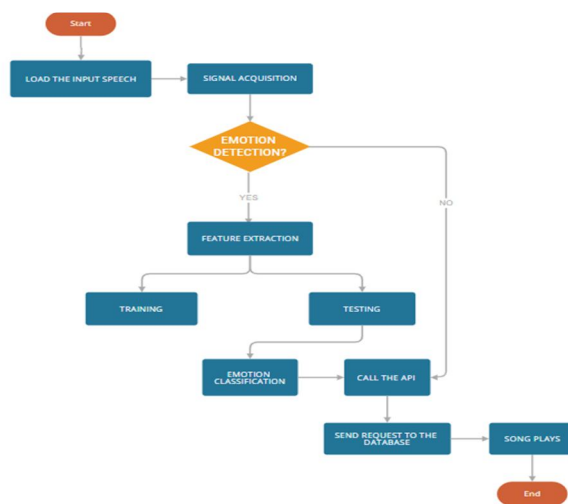 Start
LOAD THE INPUT SPEECH
SIGNAL ACQUISITION
EMOTION
DETECTION?
YES
NO
FEATURE EXTRACTION
TRAINING
TESTING
EMOTION
CLASSIFICATION
CALL THE API
SEND REQUEST TO THE
DATABASE
SONG PLAYS
End